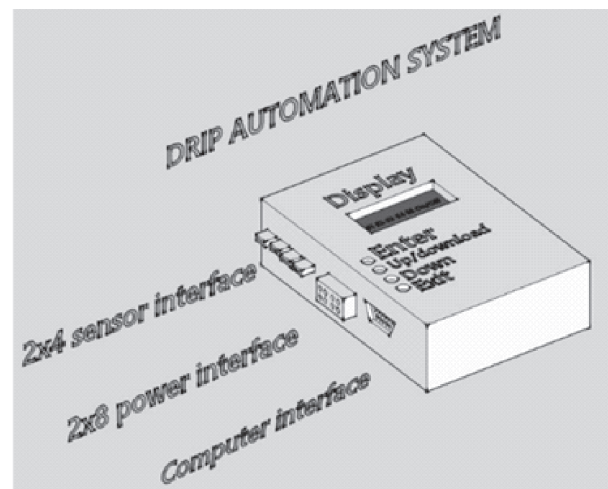 DRIP AUTOMATION SYSTEM
Display
Enter
Up/download
Down
Exit
2x4 sensor interface
2x8 power interface
Computer interface